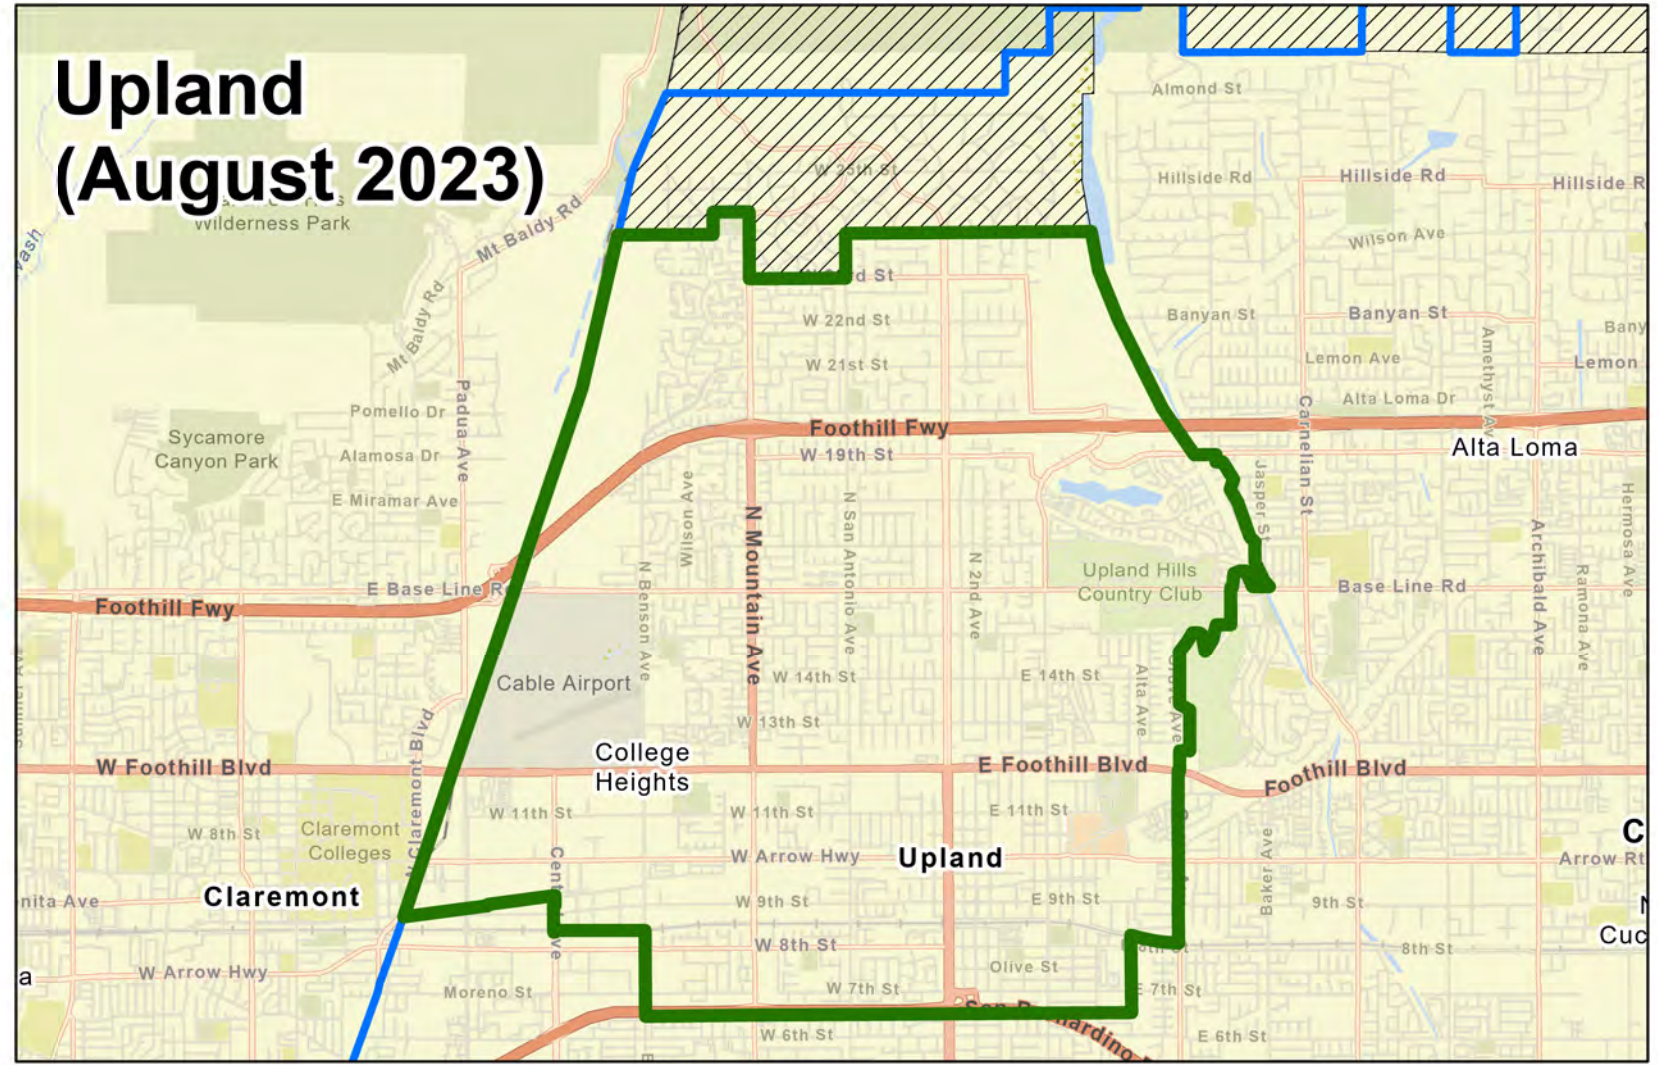 Upland
(August 2023)
Almond St
W 25th St
Hillside Rd
Hillside Rd
Hillside R
Wilderness Park
Mt Baldy Rd
Wilson Ave
wash
rd St
W 22nd St
Banyan St
Banyan St
Bany
Mt Baldy Rd
W 21st St
Lemon Ave
Lemon
Amethyst Av
Pomello Dr
Padua Ave
Alta Loma Dr
Foothill Fwy
Carnelian St
Sycamore
Canyon Park
Alamosa Dr
W 19th St
Alta Loma
E Miramar Ave
Wilson Ave
N Mountain Ave
N San Antonio Ave
Jasper St
Hermosa Ave
Archibald Ave
N Benson Ave
N 2nd Ave
Upland Hills
Country Club
Ramona Ave
E Base Line R
Base Line Rd
Foothill Fwy
Cable Airport
W 14th St
E 14th St
Alta Ave
W 13th St
N Claremont Blvd
College
Heights
W Foothill Blvd
E Foothill Blvd
Foothill Blvd
W 11th St
W 11th St
E 11th St
W 8th St
Claremont
Colleges
Baker Ave
C
W Arrow Hwy
Upland
Arrow Rt
Claremont
nita Ave
W 9th St
E 9th St
9th St
Cuc
W 8th St
8th St
a
W Arrow Hwy
Olive St
Moreno St
W 7th St
E 7th St
W 6th St
E 6th St